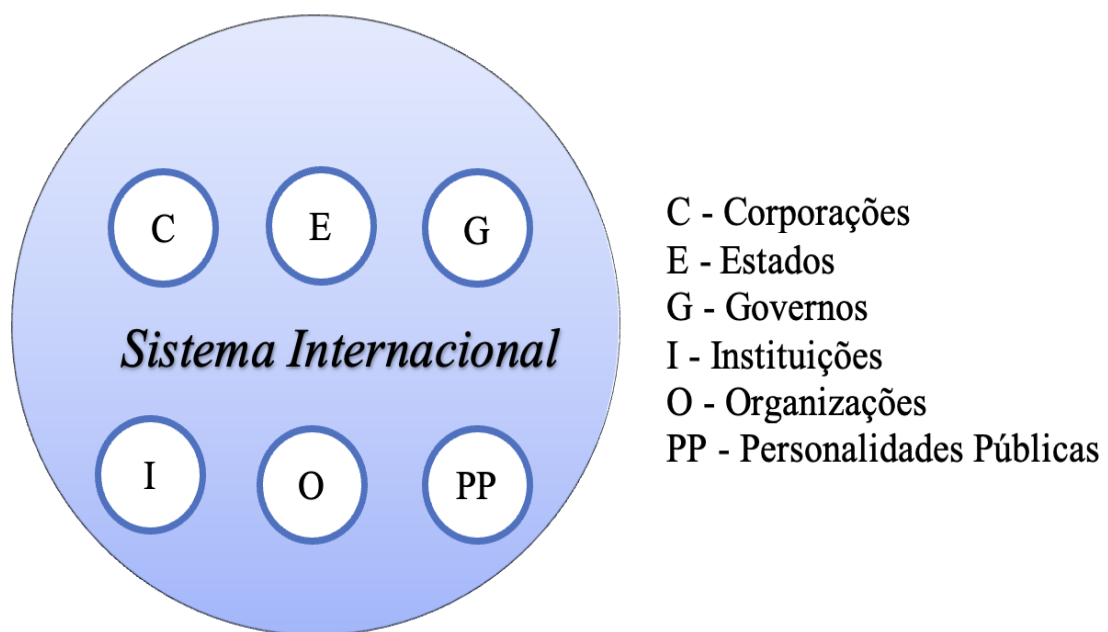 C
E
G
Sistema Internacional
I
O
PP
C - Corporações
E - Estados
G - Governos
I - Instituições
O - Organizações
PP - Personalidades Públicas